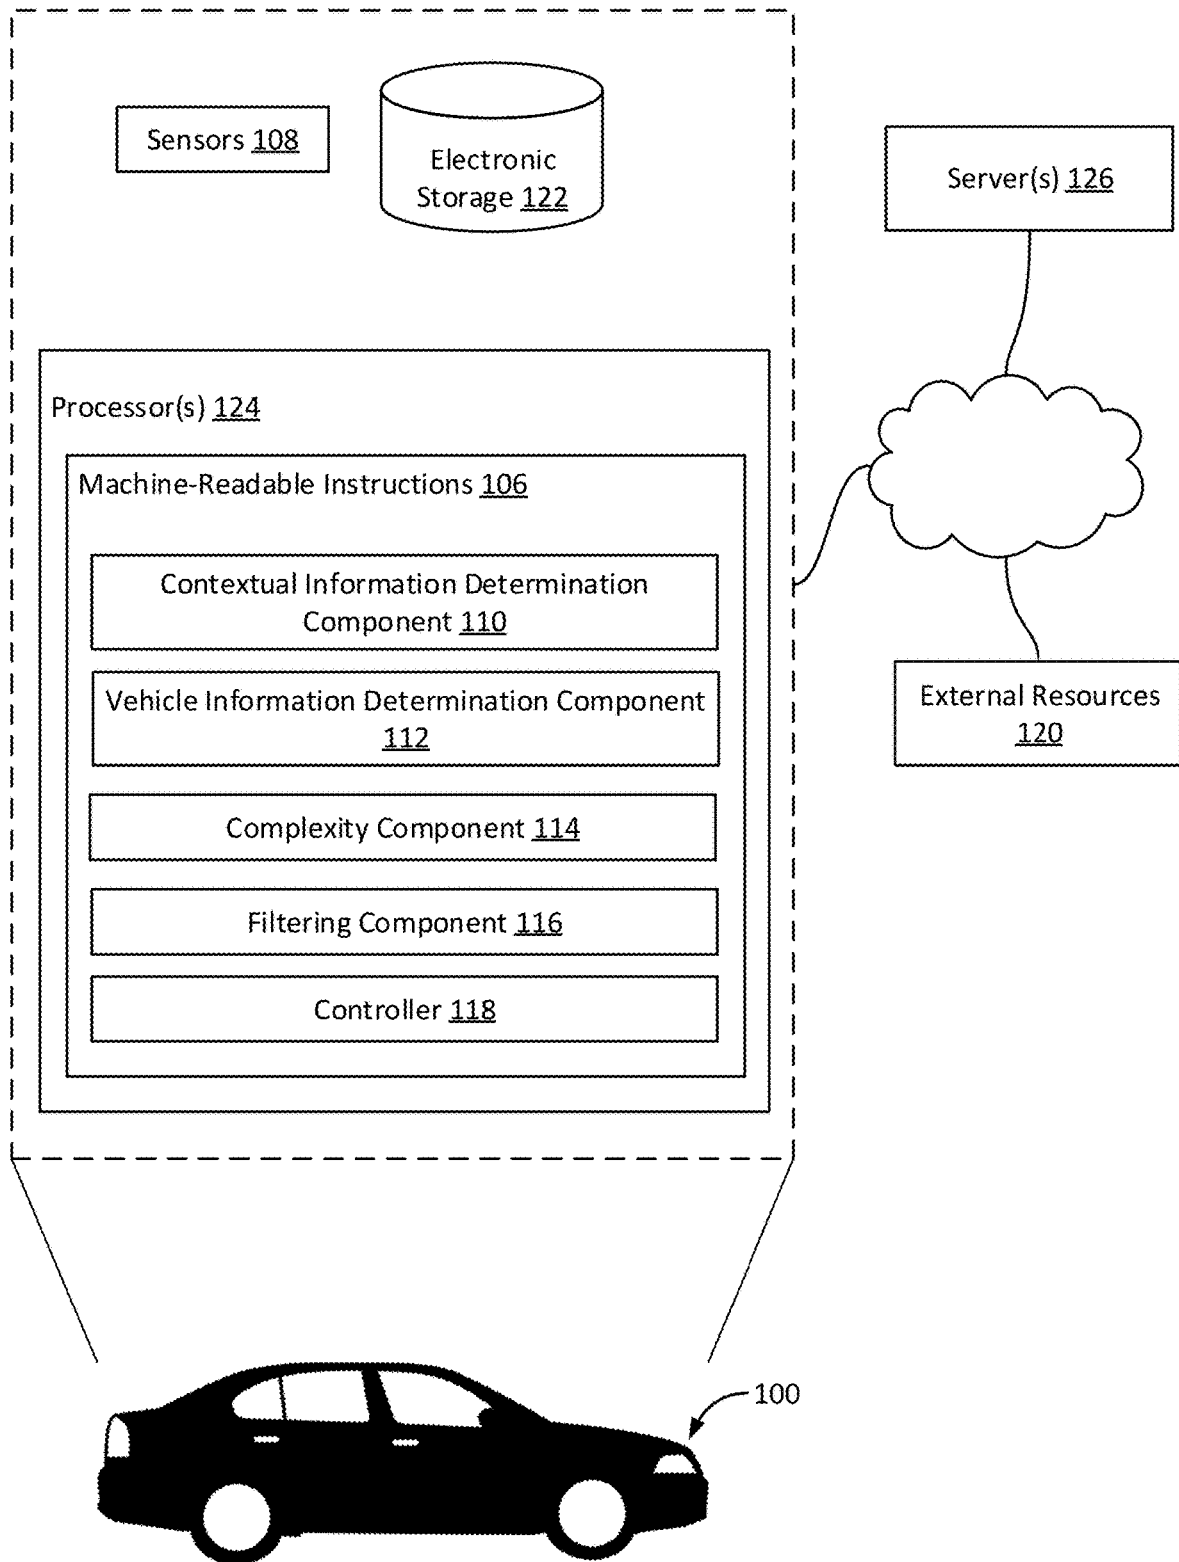 Sensors 108
Electronic
Storage 122
Server(s) 126
Processor(s) 124
Machine-Readable Instructions 106
Contextual Information Determination
Component 110
Vehicle Information Determination Component
112
External Resources
120
Complexity Component 114
Filtering Component 116
Controller 118
100